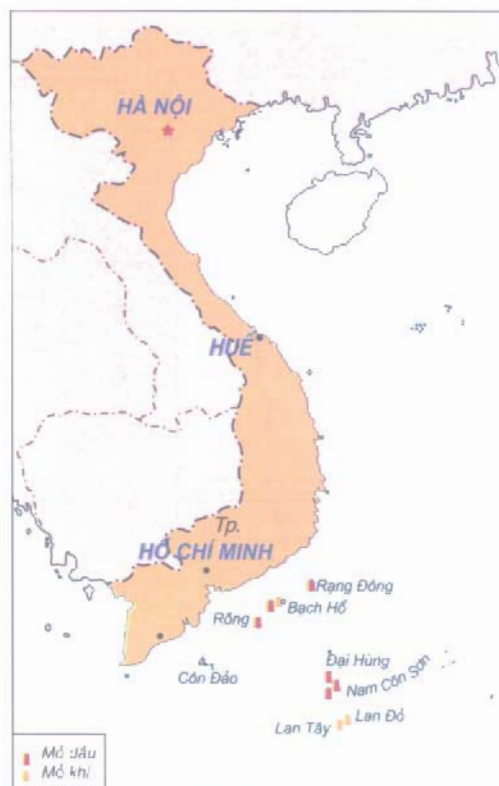 HÀ NỘI
HUẾ
Tp.
HỒ CHÍ MINH
Rạng Đông
Bạch Hổ
Rồng
Côn Đảo
Đại Hùng
Nam Côn Sơn
Lan Đỏ
Lan Tây
Mỏ dầu
Mỏ khí